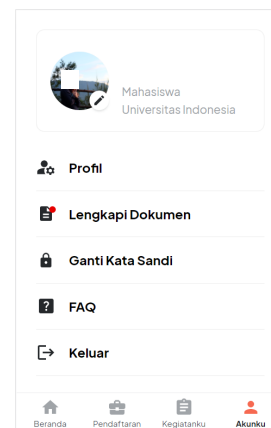 Mahasiswa
Universitas Indonesia
Profil
Lengkapi Dokumen
Ganti Kata Sandi
?
FAQ
Keluar
Beranda Pendaftaran Kegiatanku Akunku